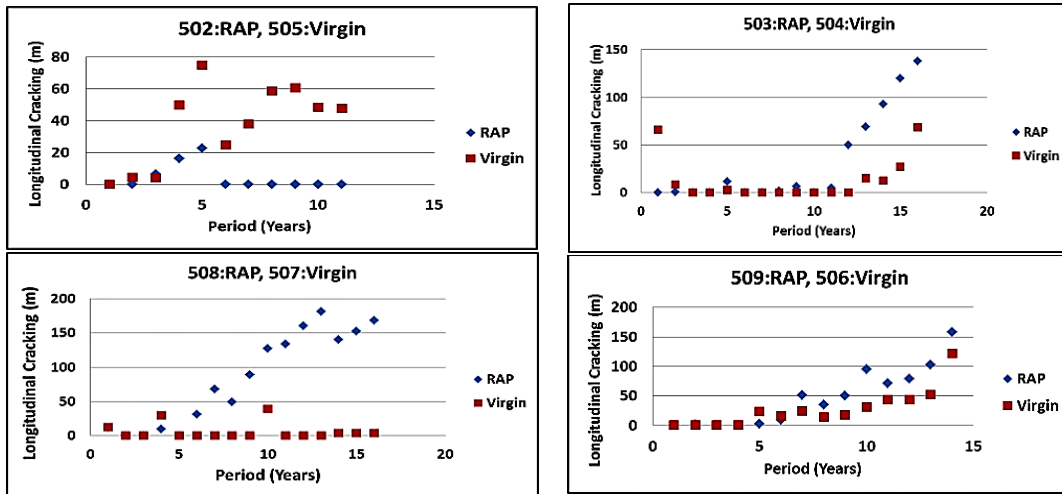 502:RAP, 505:Virgin
Longitudinal Cracking (m)
80
60
40
20
0
0 5 10 15
Period (Years)
RAP
Virgin
503:RAP, 504:Virgin
Longitudinal Cracking (m)
150
100
50
0
0 5 10 15 20
Period (Years)
RAP
Virgin
508:RAP, 507:Virgin
Longitudinal Cracking (m)
200
150
100
50
0
0 5 10 15 20
Period (Years)
RAP
Virgin
509:RAP, 506:Virgin
Longitudinal Cracking (m)
200
150
100
50
0
0 5 10 15
Period (Years)
RAP
Virgin